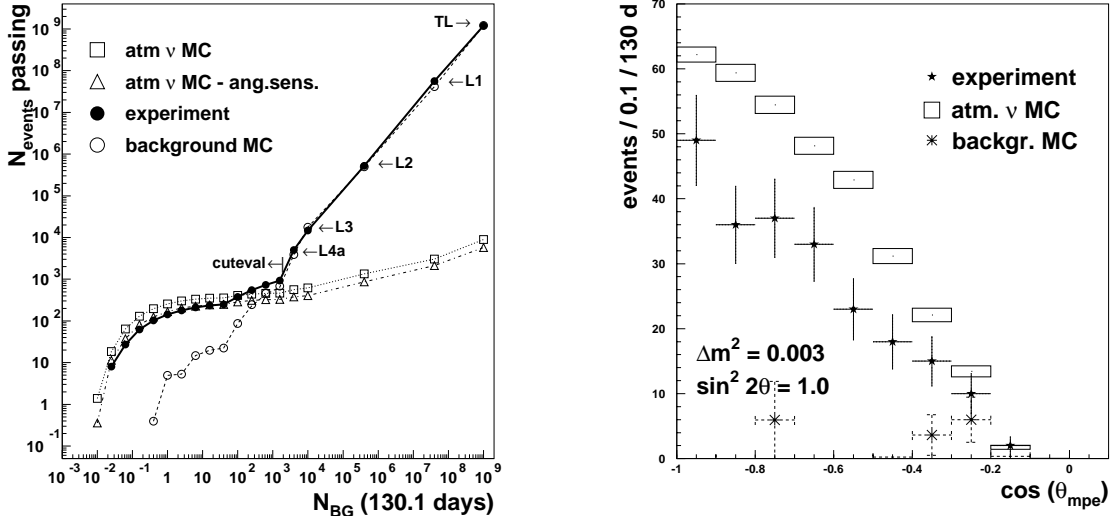 N_events passing
10^9
10^8
10^7
10^6
10^5
10^4
10^3
10^2
10
1
10^-1
atm ν MC
atm ν MC - ang.sens.
experiment
background MC
TL→
←L1
←L2
←L3
←L4a
cuteval
10^-3 10^-2 10^-1 1 10 10^2 10^3 10^4 10^5 10^6 10^7 10^8 10^9
N_BG (130.1 days)
events / 0.1 / 130 d
70
60
50
40
30
20
10
0
experiment
atm. ν MC
backgr. MC
Δm^2 = 0.003
sin^2 2θ = 1.0
-1 -0.8 -0.6 -0.4 -0.2 0
cos (θ_mpe)